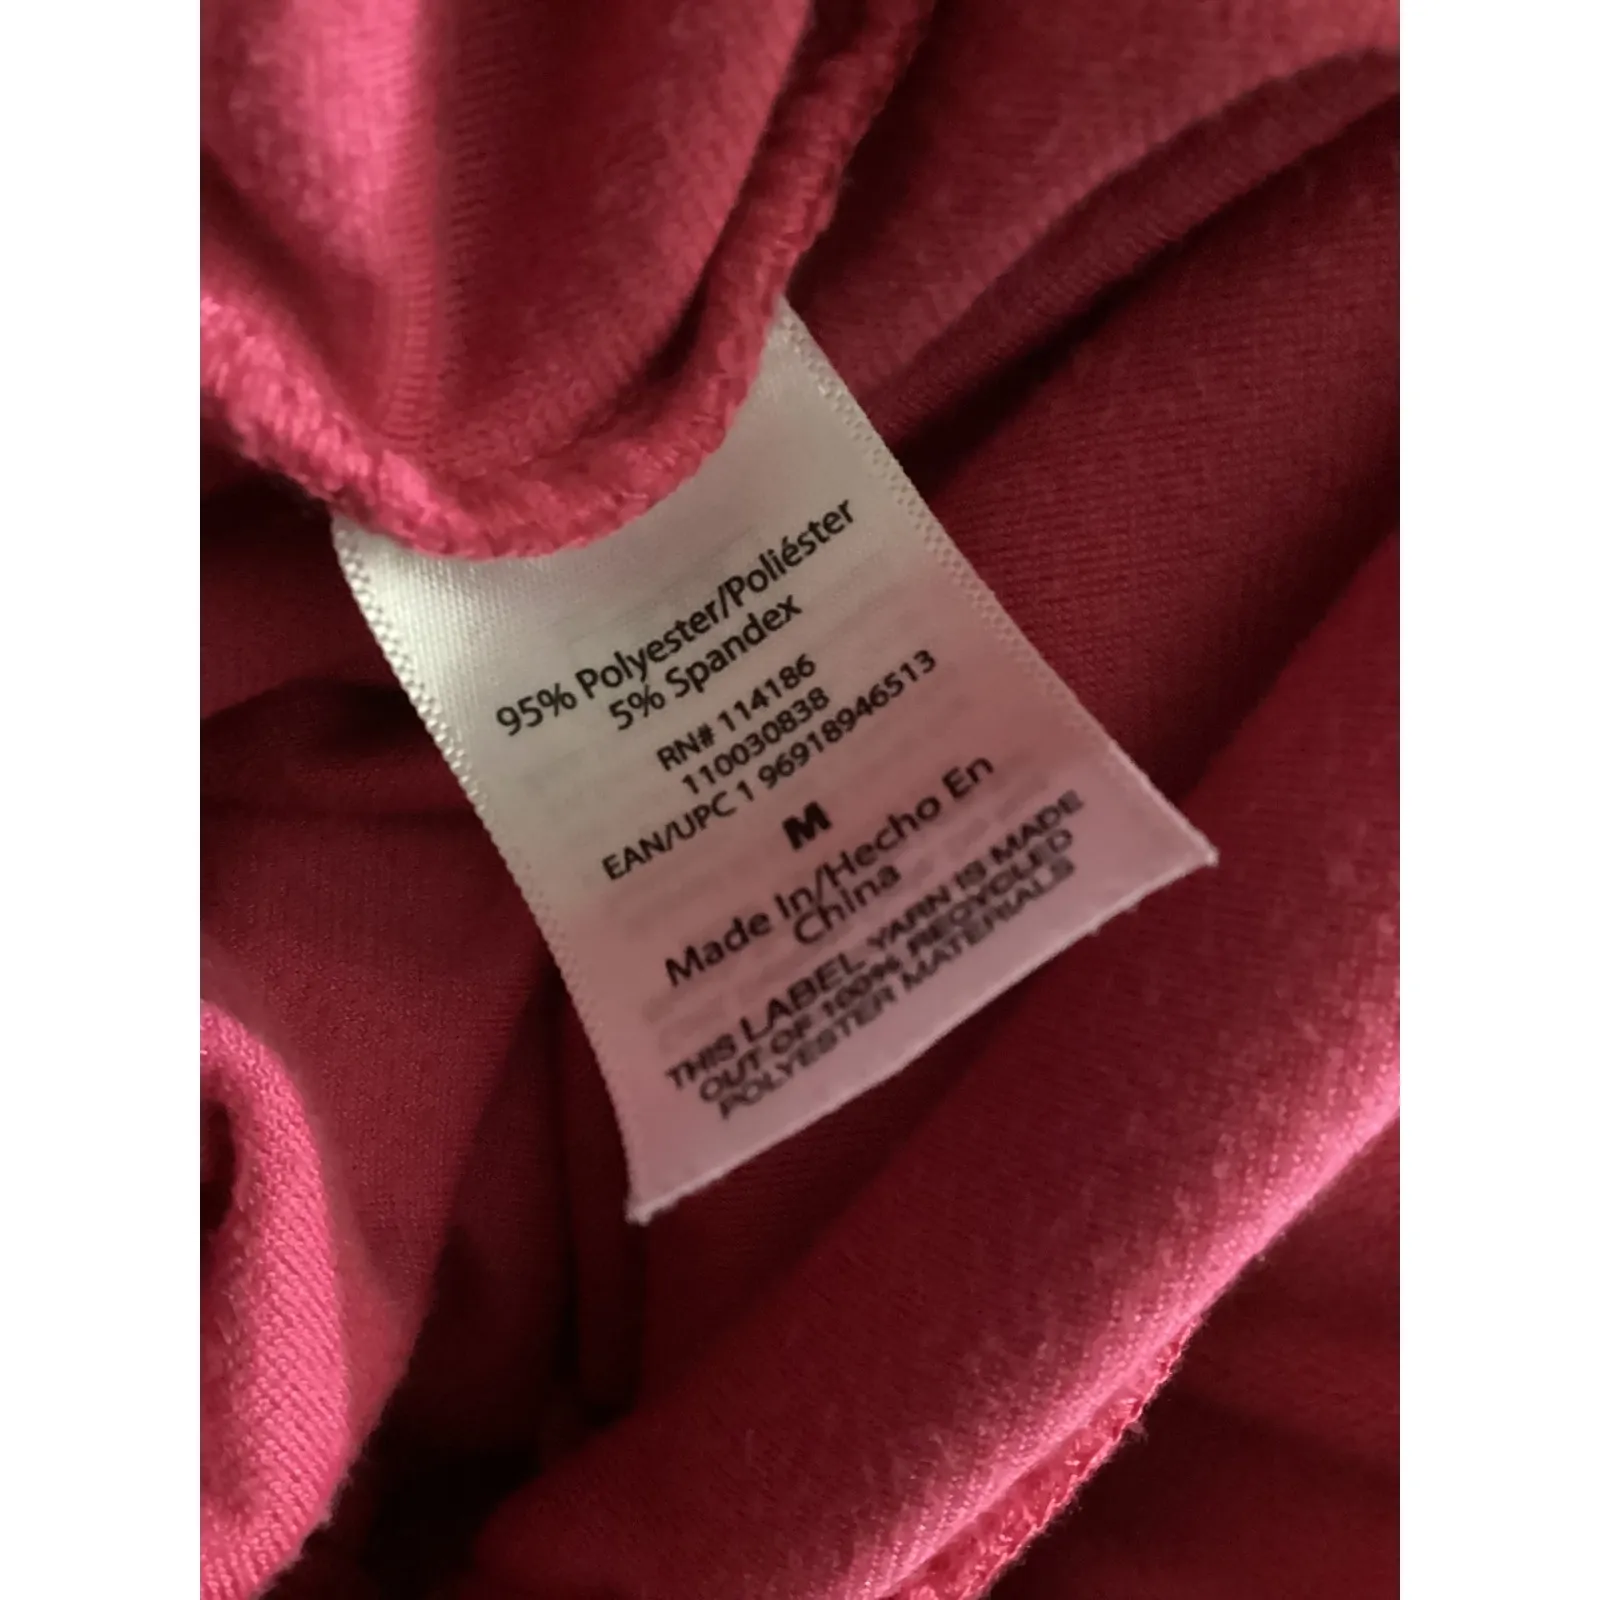 95% Polyester/Poliéster
5% Spandex
RN# 114186
110030838
EAN/UPC 1 96918946513
M
Made In/Hecho En
China
THIS LABEL YARN IS MADE
OUT OF 100% RECYCLED
POLYESTER MATERIALS